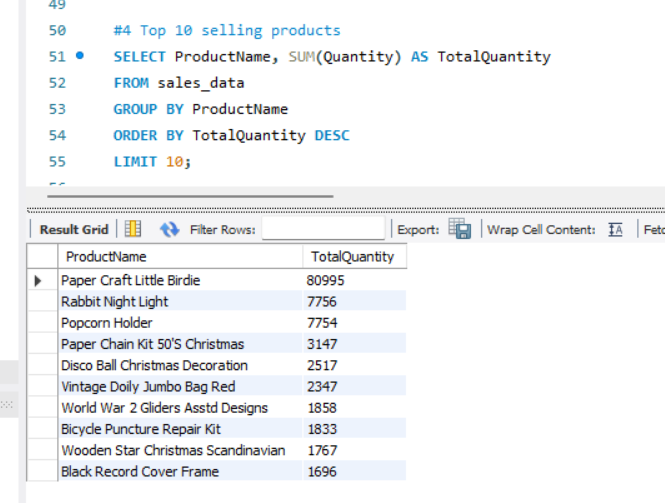 49
50 #4 Top 10 selling products
51 SELECT ProductName, SUM(Quantity) AS TotalQuantity
52 FROM sales_data
53 GROUP BY ProductName
54 ORDER BY TotalQuantity DESC
55 LIMIT 10;
Result Grid Filter Rows: Export: Wrap Cell Content: Fetc
ProductName TotalQuantity
Paper Craft Little Birdie 80995
Rabbit Night Light 7756
Popcorn Holder 7754
Paper Chain Kit 50'S Christmas 3147
Disco Ball Christmas Decoration 2517
Vintage Doily Jumbo Bag Red 2347
World War 2 Gliders Asstd Designs 1858
Bicycle Puncture Repair Kit 1833
Wooden Star Christmas Scandinavian 1767
Black Record Cover Frame 1696